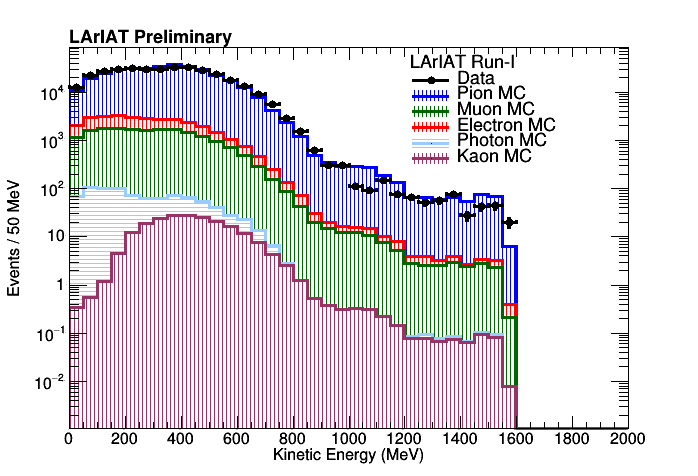 LArIAT Preliminary
LArIAT Run-I
Data
Pion MC
Muon MC
Electron MC
Photon MC
Kaon MC
Events / 50 MeV
10⁴
10³
10²
10
1
10⁻¹
10⁻²
0 200 400 600 800 1000 1200 1400 1600 1800 2000
Kinetic Energy (MeV)